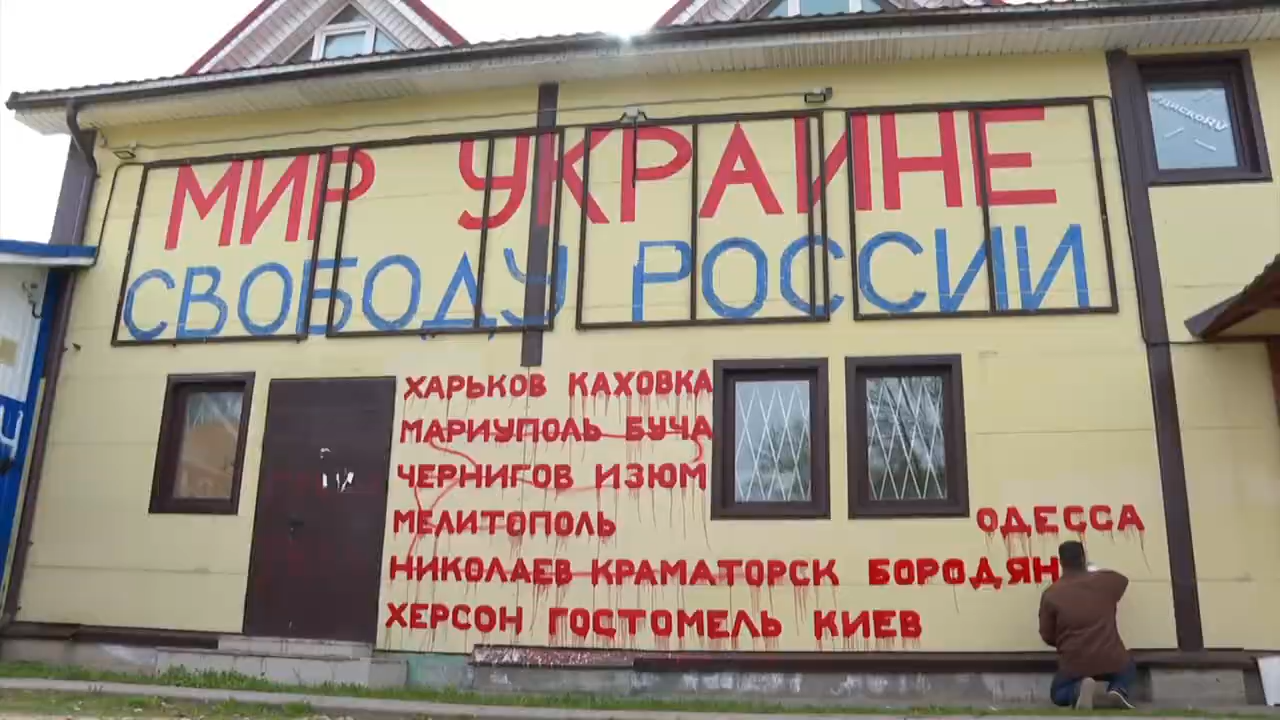 МИР УКРАИНЕ
СВОБОДУ РОССИИ
ХАРЬКОВ КАХОВКА
МАРИУПОЛЬ БУЧА
ЧЕРНИГОВ ИЗЮМ
МЕЛИТОПОЛЬ ОДЕССА
НИКОЛАЕВ КРАМАТОРСК БОРОДЯН
ХЕРСОН ГОСТОМЕЛЬ КИЕВ